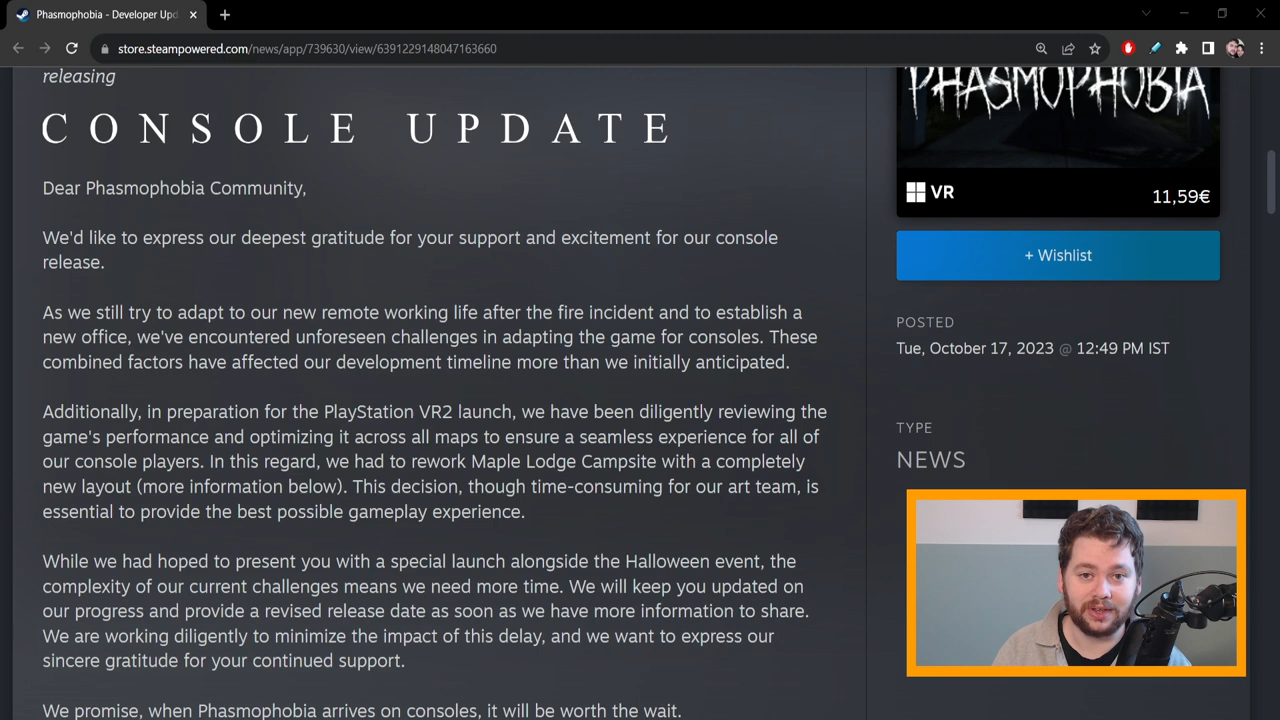 Phasmophobia - Developer Upd
store.steampowered.com/news/app/739630/view/6391229148047163660
releasing
CONSOLE UPDATE
Dear Phasmophobia Community,
We'd like to express our deepest gratitude for your support and excitement for our console
release.
As we still try to adapt to our new remote working life after the fire incident and to establish a
new office, we've encountered unforeseen challenges in adapting the game for consoles. These
combined factors have affected our development timeline more than we initially anticipated.
Additionally, in preparation for the PlayStation VR2 launch, we have been diligently reviewing the
game's performance and optimizing it across all maps to ensure a seamless experience for all of
our console players. In this regard, we had to rework Maple Lodge Campsite with a completely
new layout (more information below). This decision, though time-consuming for our art team, is
essential to provide the best possible gameplay experience.
While we had hoped to present you with a special launch alongside the Halloween event, the
complexity of our current challenges means we need more time. We will keep you updated on
our progress and provide a revised release date as soon as we have more information to share.
We are working diligently to minimize the impact of this delay, and we want to express our
sincere gratitude for your continued support.
We promise, when Phasmophobia arrives on consoles, it will be worth the wait.
PHASMOPHOBIA
VR
11,59€
+ Wishlist
POSTED
Tue, October 17, 2023 @ 12:49 PM IST
TYPE
NEWS